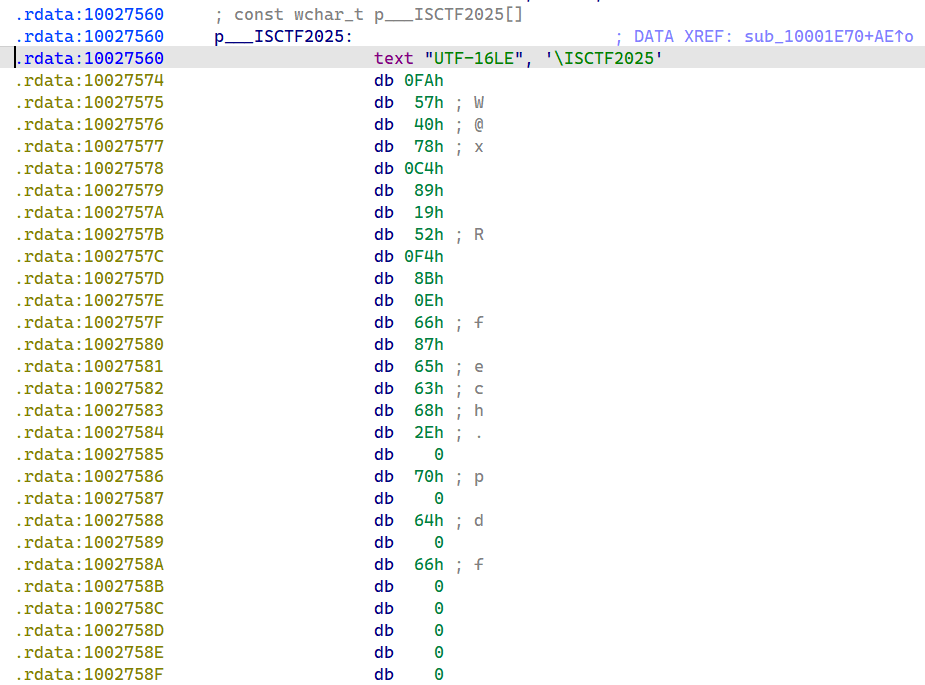 .rdata:10027560 ; const wchar_t p___ISCTF2025[]
.rdata:10027560 p___ISCTF2025: ; DATA XREF: sub_10001E70+AE↑o
.rdata:10027560 text "UTF-16LE", '\ISCTF2025'
.rdata:10027574 db 0FAh
.rdata:10027575 db 57h ; W
.rdata:10027576 db 40h ; @
.rdata:10027577 db 78h ; x
.rdata:10027578 db 0C4h
.rdata:10027579 db 89h
.rdata:1002757A db 19h
.rdata:1002757B db 52h ; R
.rdata:1002757C db 0F4h
.rdata:1002757D db 8Bh
.rdata:1002757E db 0Eh
.rdata:1002757F db 66h ; f
.rdata:10027580 db 87h
.rdata:10027581 db 65h ; e
.rdata:10027582 db 63h ; c
.rdata:10027583 db 68h ; h
.rdata:10027584 db 2Eh ; .
.rdata:10027585 db 0
.rdata:10027586 db 70h ; p
.rdata:10027587 db 0
.rdata:10027588 db 64h ; d
.rdata:10027589 db 0
.rdata:1002758A db 66h ; f
.rdata:1002758B db 0
.rdata:1002758C db 0
.rdata:1002758D db 0
.rdata:1002758E db 0
.rdata:1002758F db 0